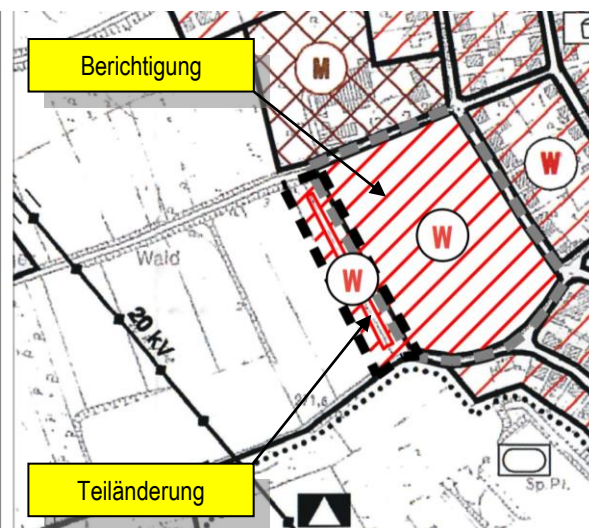 Berichtigung
M
W
W
W
Wald
20 kV
Teiländerung
Sp.Pl.